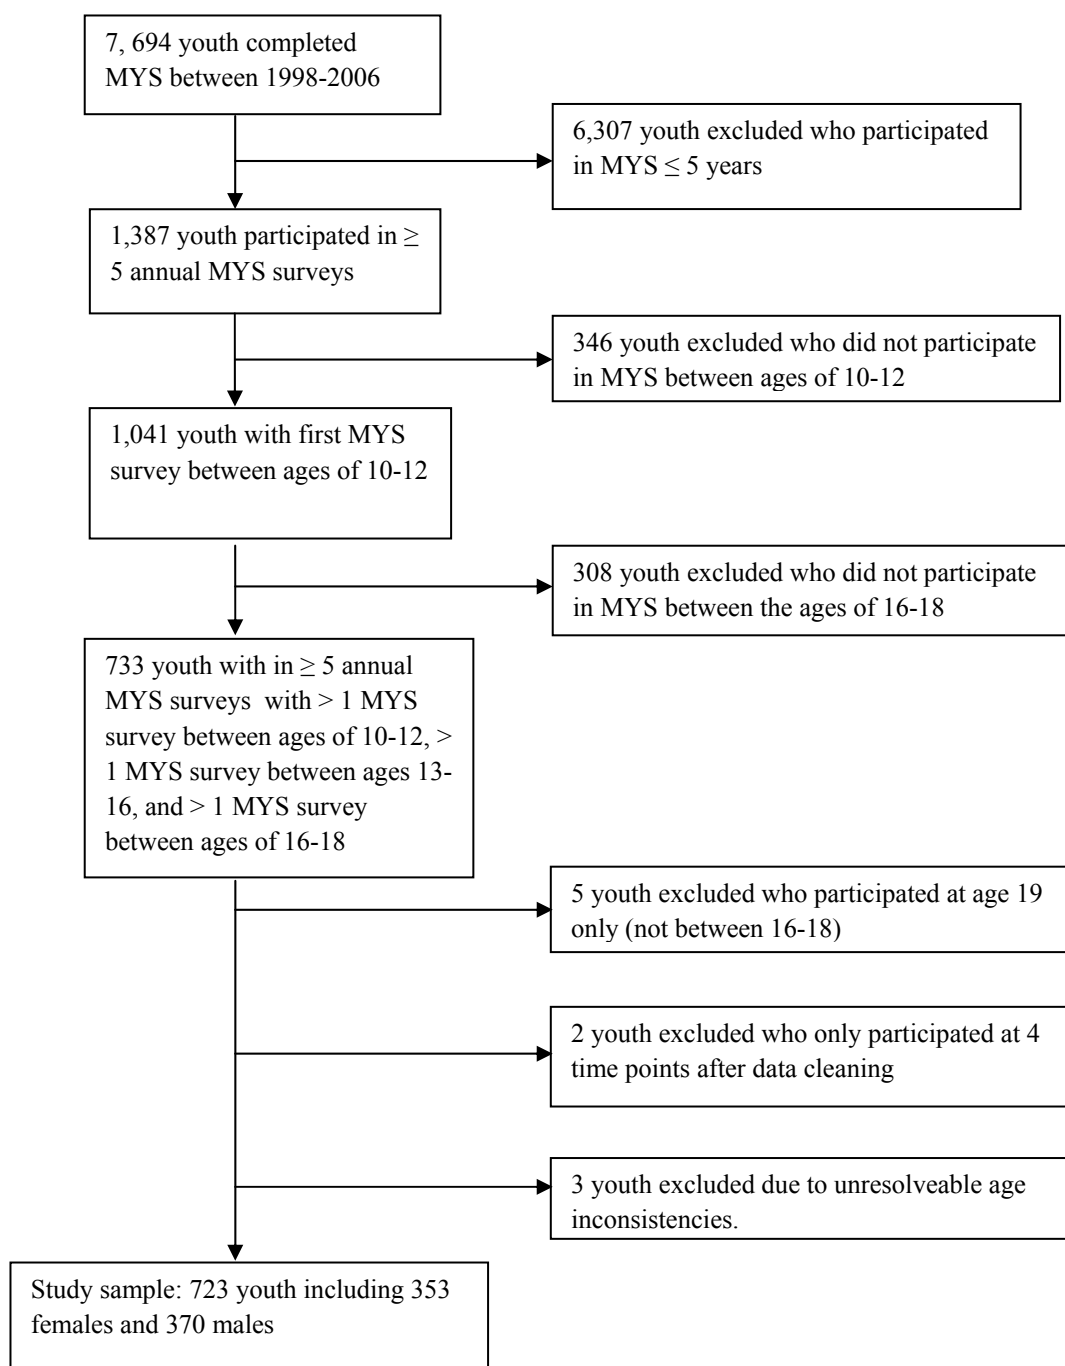 7, 694 youth completed
MYS between 1998-2006
6,307 youth excluded who participated
in MYS ≤ 5 years
1,387 youth participated in ≥
5 annual MYS surveys
346 youth excluded who did not participate
in MYS between ages of 10-12
1,041 youth with first MYS
survey between ages of 10-12
308 youth excluded who did not participate
in MYS between the ages of 16-18
733 youth with in ≥ 5 annual
MYS surveys  with > 1 MYS
survey between ages of 10-12, >
1 MYS survey between ages 13-
16, and > 1 MYS survey
between ages of 16-18
5 youth excluded who participated at age 19
only (not between 16-18)
2 youth excluded who only participated at 4
time points after data cleaning
3 youth excluded due to unresolveable age
inconsistencies.
Study sample: 723 youth including 353
females and 370 males